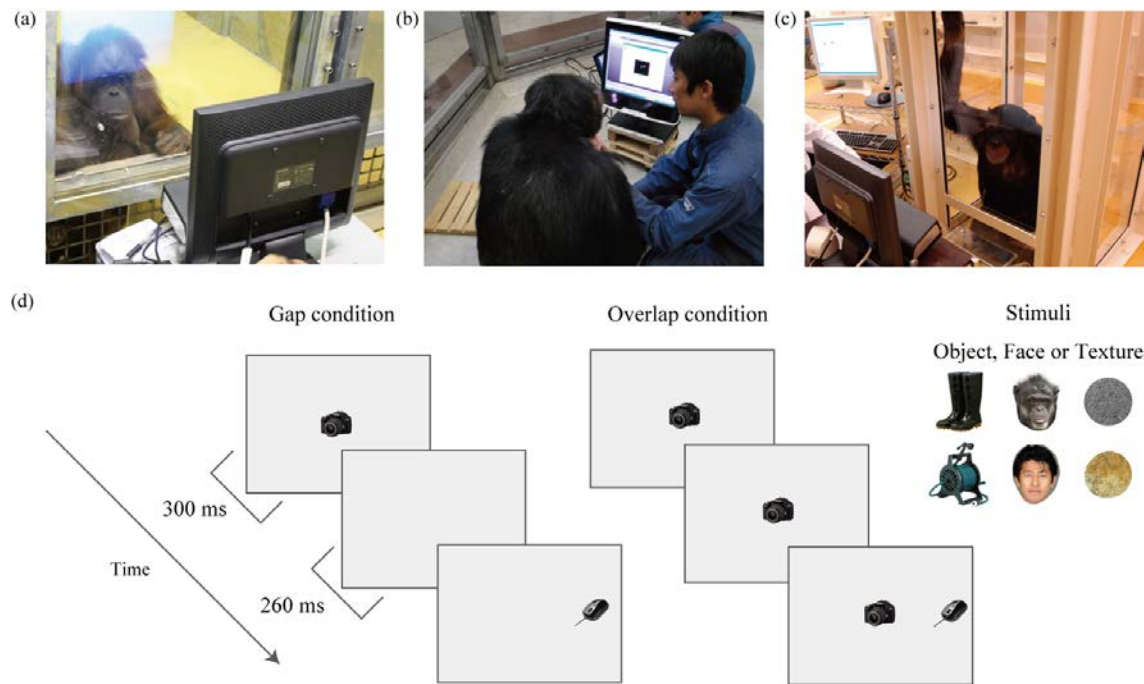 (a)
(b)
(c)
(d)
Gap condition
Overlap condition
Stimuli
Object, Face or Texture
300 ms
Time
260 ms